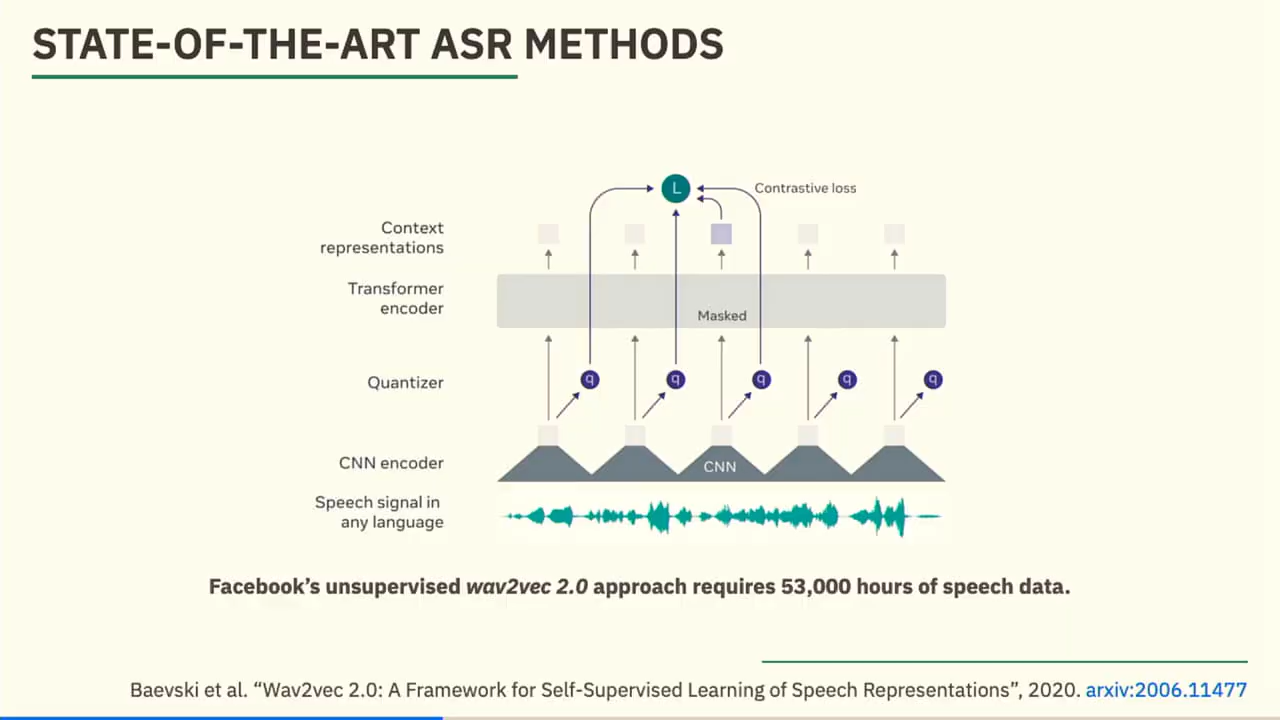 STATE-OF-THE-ART ASR METHODS
L
Contrastive loss
Context
representations
Transformer
encoder
Masked
Quantizer
q q q q q
CNN encoder
CNN
Speech signal in
any language
Facebook’s unsupervised wav2vec 2.0 approach requires 53,000 hours of speech data.
Baevski et al. “Wav2vec 2.0: A Framework for Self-Supervised Learning of Speech Representations”, 2020. arxiv:2006.11477